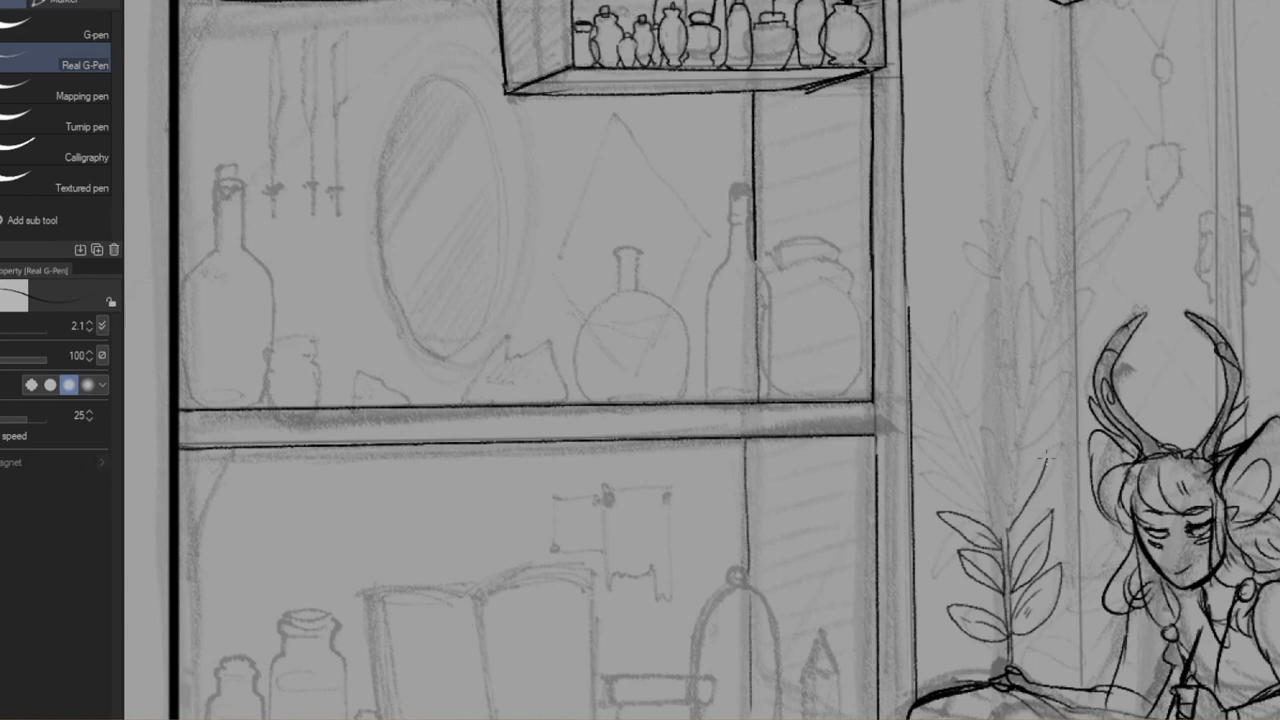 Marker
G-pen
Real G-Pen
Mapping pen
Turnip pen
Calligraphy
Textured pen
Add sub tool
operty [Real G-Pen]
2.1
100
25
speed
agnet